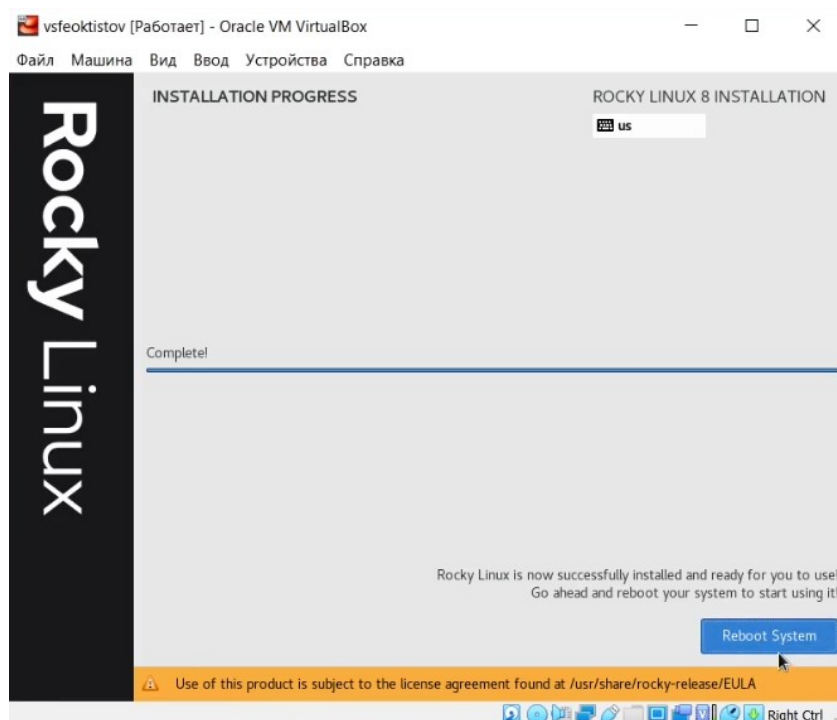 vsfeoktistov [Работает] - Oracle VM VirtualBox
Файл Машина Вид Ввод Устройства Справка
Rocky Linux
INSTALLATION PROGRESS
ROCKY LINUX 8 INSTALLATION
us
Complete!
Rocky Linux is now successfully installed and ready for you to use!
Go ahead and reboot your system to start using it!
Reboot System
Use of this product is subject to the license agreement found at /usr/share/rocky-release/EULA
Right Ctrl